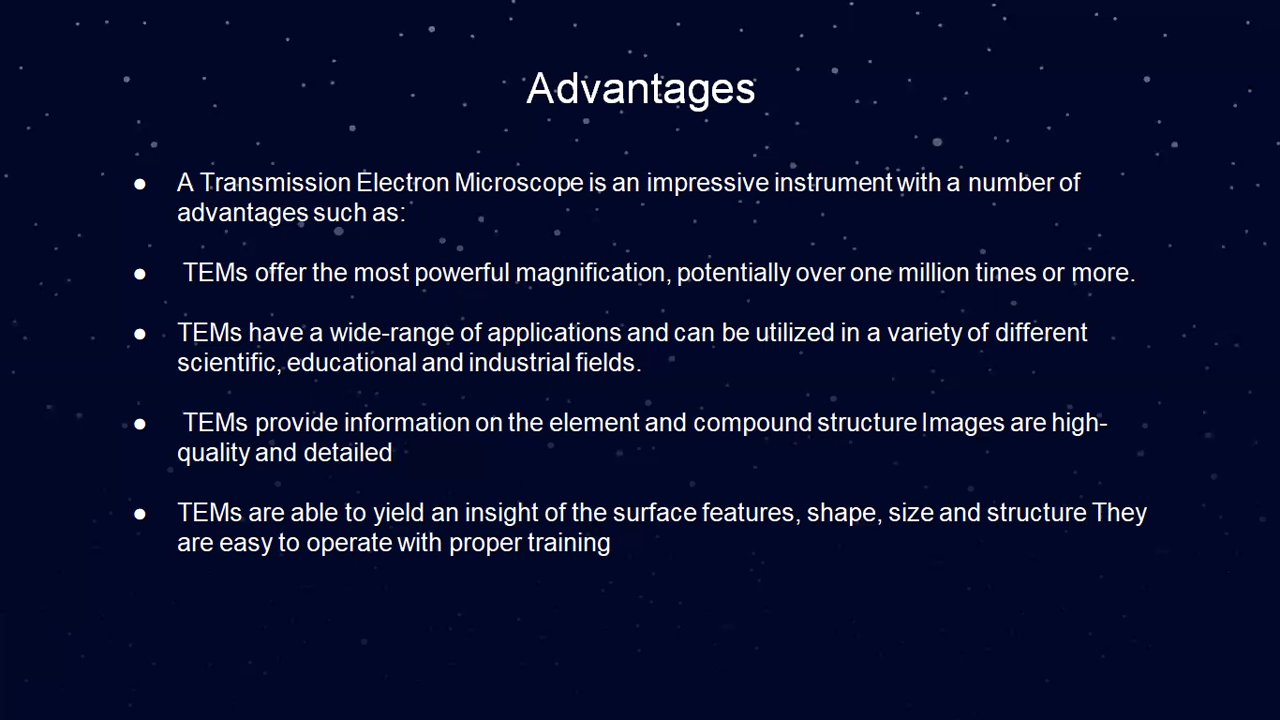 Advantages
● A Transmission Electron Microscope is an impressive instrument with a number of
advantages such as:
● TEMs offer the most powerful magnification, potentially over one million times or more.
● TEMs have a wide-range of applications and can be utilized in a variety of different
scientific, educational and industrial fields.
● TEMs provide information on the element and compound structure Images are high-
quality and detailed
● TEMs are able to yield an insight of the surface features, shape, size and structure They
are easy to operate with proper training